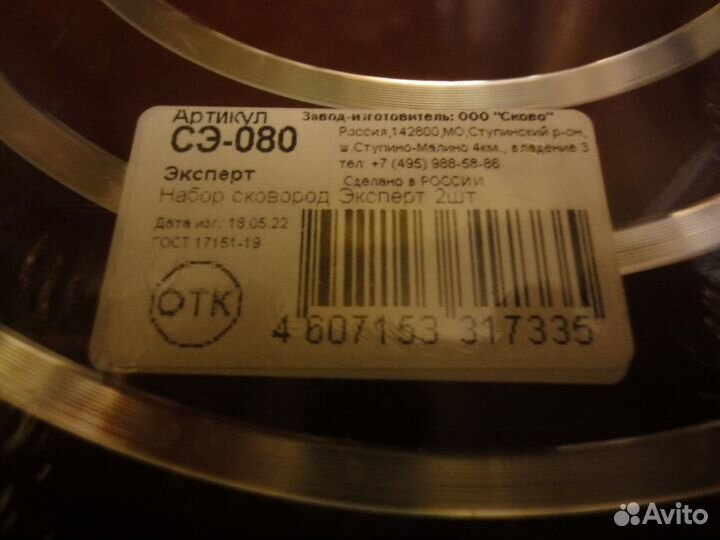 Артикул
СЭ-080
Эксперт
Завод-изготовитель: ООО "Сково"
Россия,142800,МО,Ступинский р-он,
ш.Ступино-Малино 4км., владение 3
тел: +7 (495) 988-58-86
Сделано в РОССИИ
Набор сковород Эксперт 2шт
Дата изг.: 18.05.22
ГОСТ 17151-19
ОТК
4 607153 317335
Avito